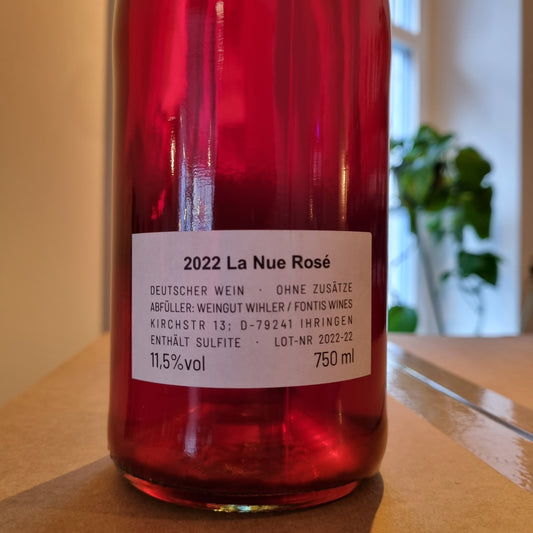 2022 La Nue Rosé
DEUTSCHER WEIN · OHNE ZUSÄTZE
ABFÜLLER: WEINGUT WIHLER / FONTIS WINES
KIRCHSTR 13; D-79241 IHRINGEN
ENTHÄLT SULFITE · LOT-NR 2022-22
11,5%vol 750 ml